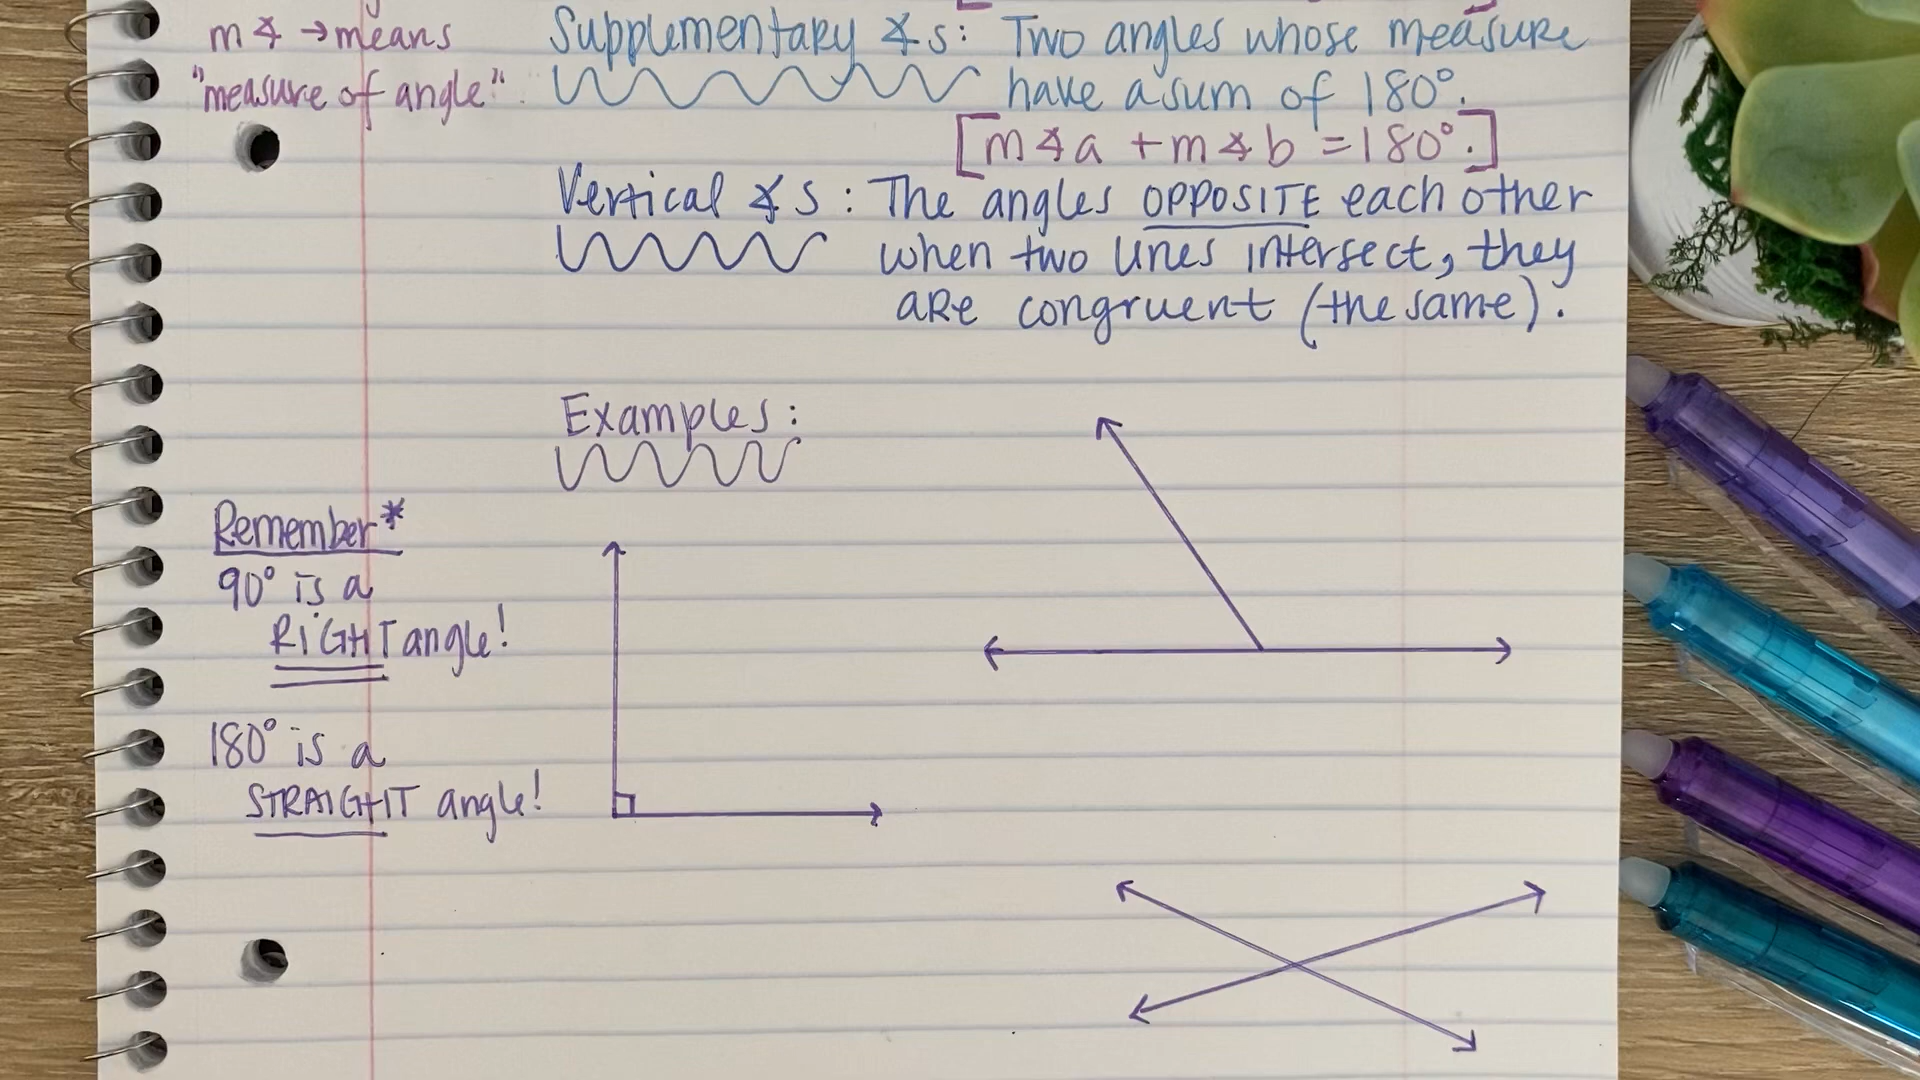 m∡ → means
"measure of angle".
Supplementary ∡s: Two angles whose measure
have a sum of 180°.
[m∡a + m∡b = 180°.]
Vertical ∡s: The angles OPPOSITE each other
when two lines intersect, they
are congruent (the same).
Examples:
Remember*
90° is a
RIGHT angle!
180° is a
STRAIGHT angle!